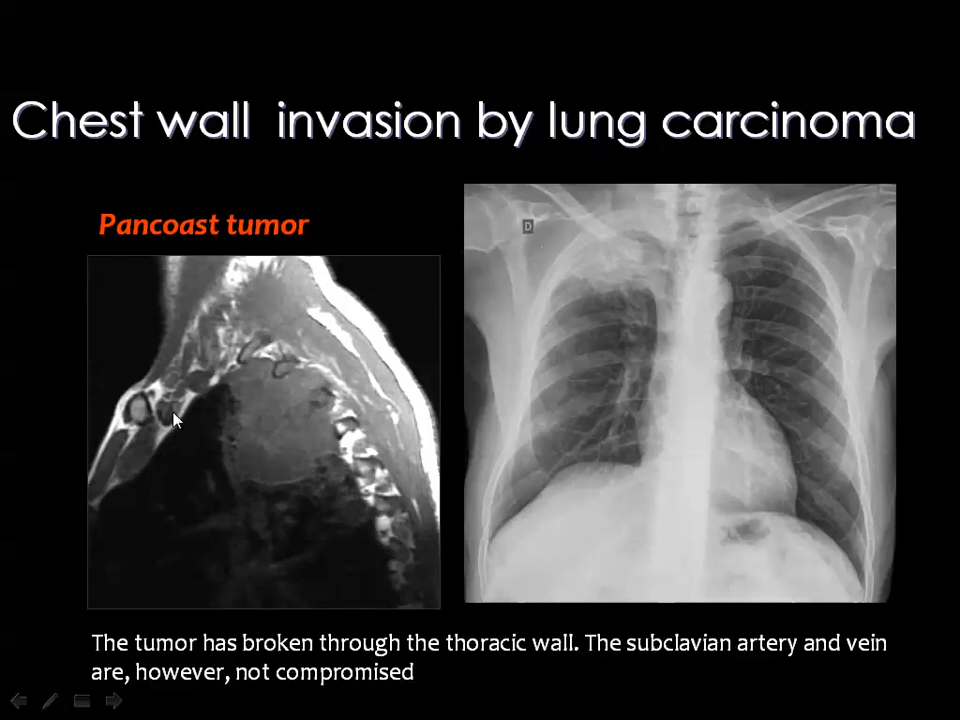 Chest wall invasion by lung carcinoma
Pancoast tumor
D
The tumor has broken through the thoracic wall. The subclavian artery and vein
are, however, not compromised